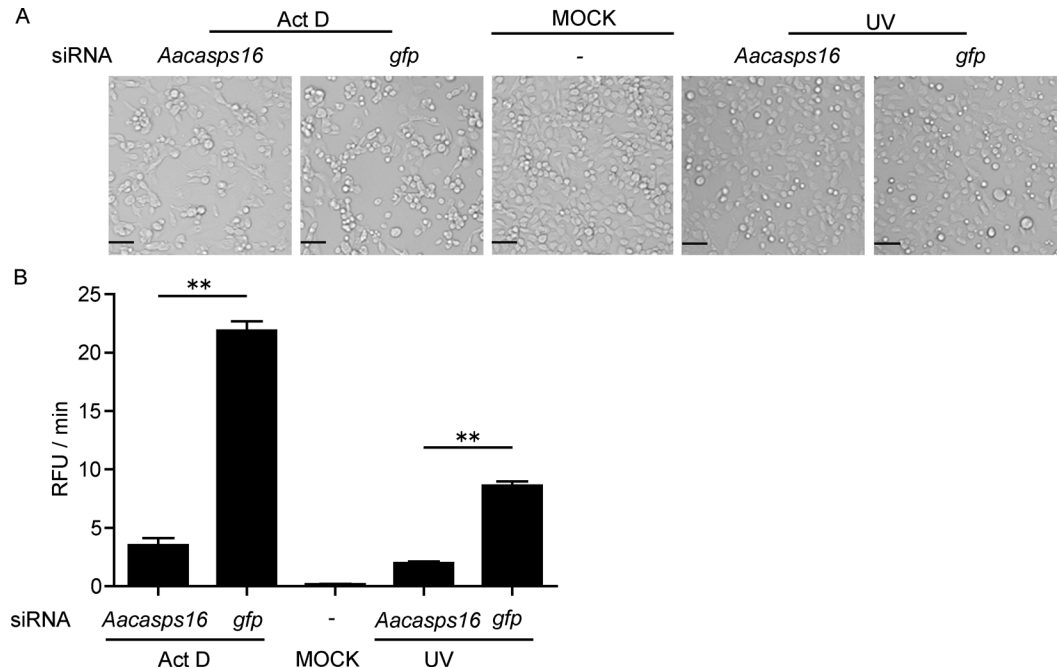 A
Act D MOCK UV
siRNA Aacasps16 gfp - Aacasps16 gfp
B
25
20
15
10
5
0
RFU / min
**
**
siRNA Aacasps16 gfp - Aacasps16 gfp
Act D MOCK UV